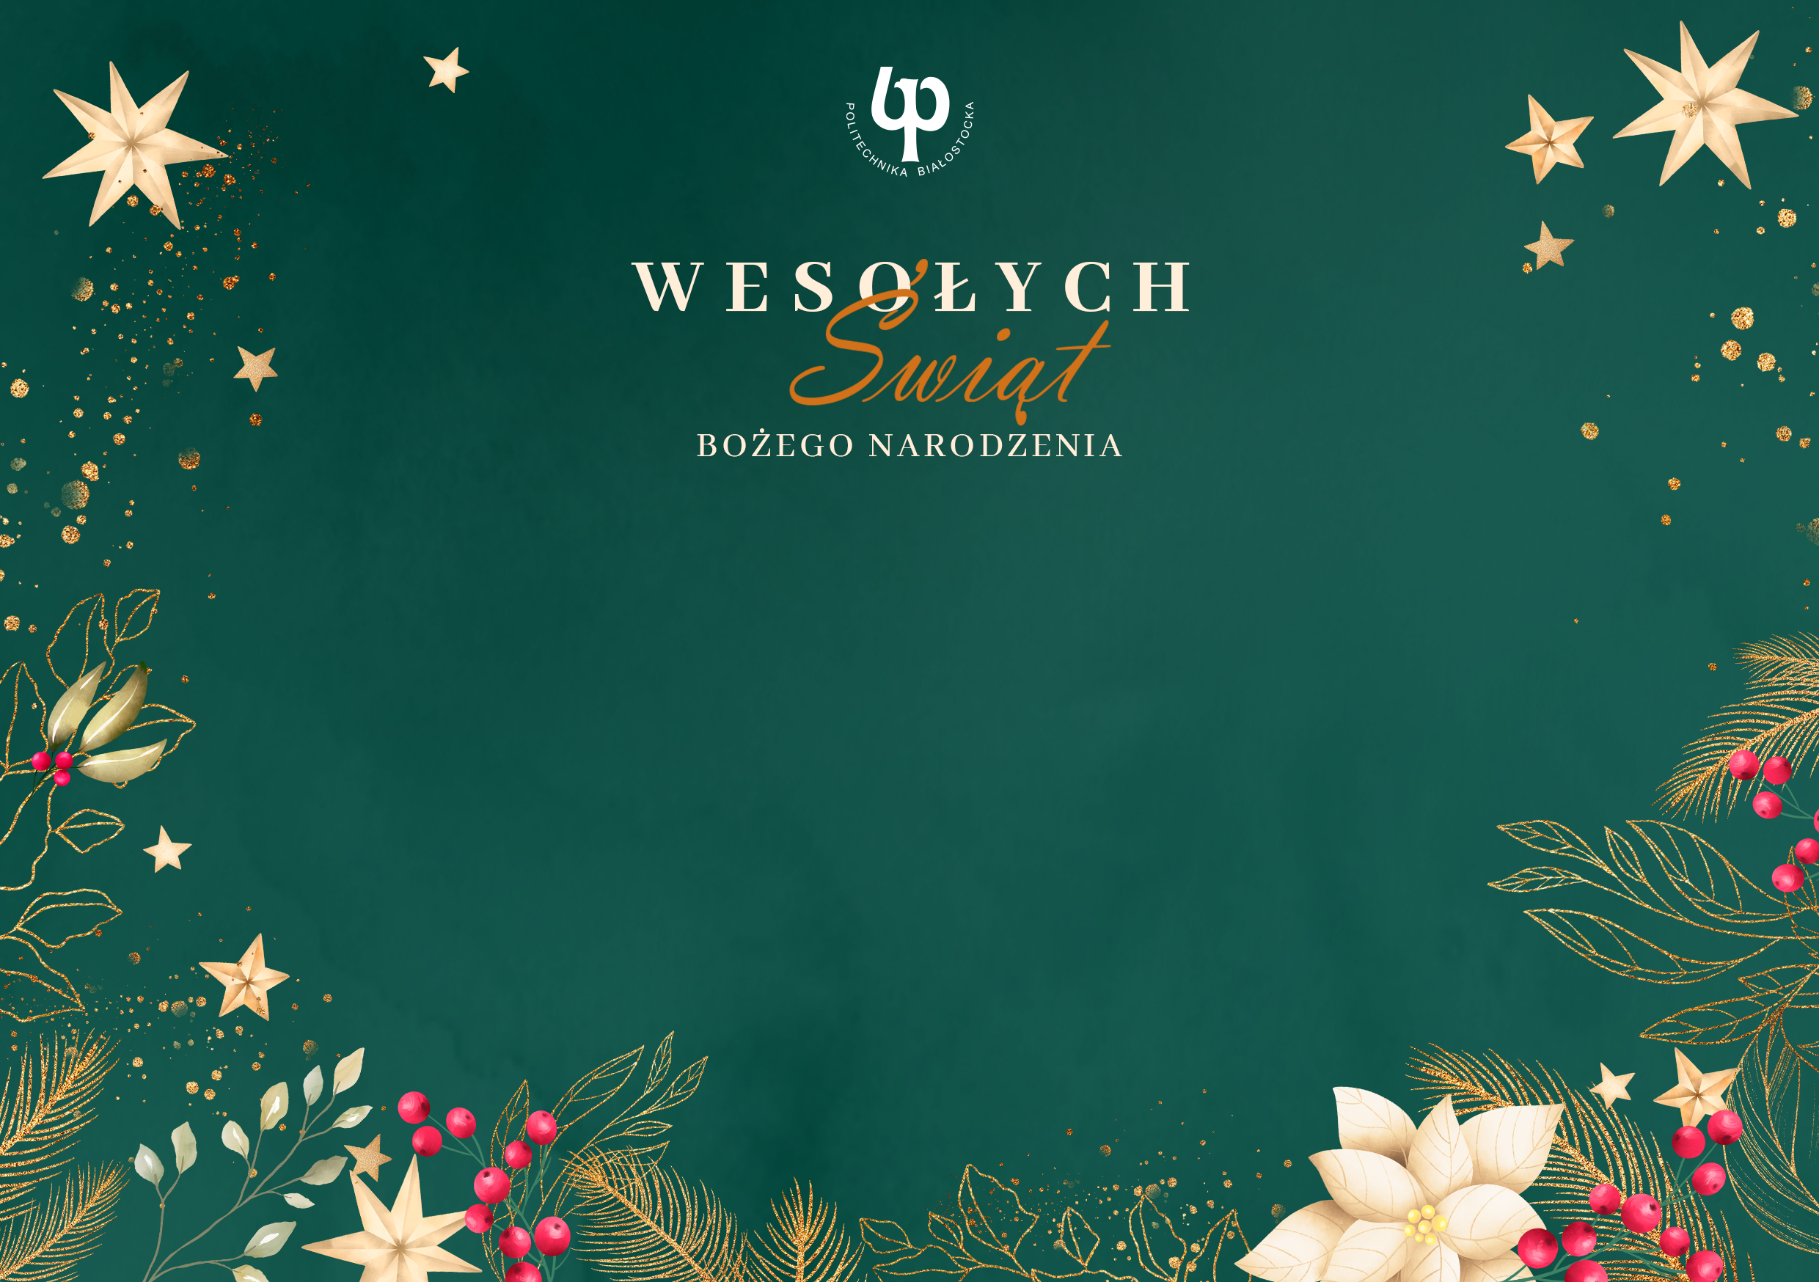 POLITECHNIKA BIAŁOSTOCKA
WESOŁYCH
Świąt
BOŻEGO NARODZENIA